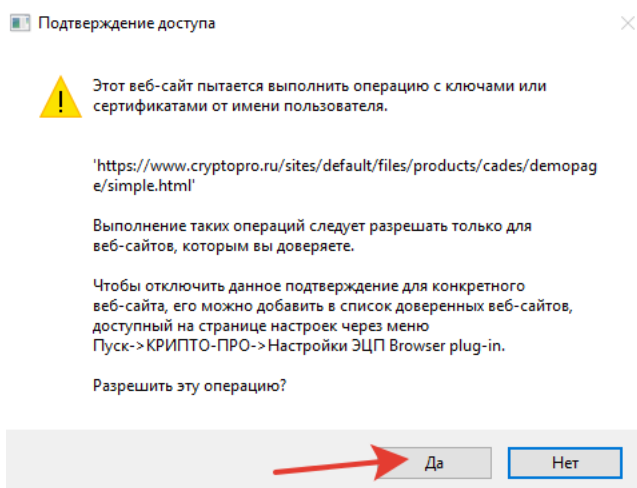 Подтверждение доступа
Этот веб-сайт пытается выполнить операцию с ключами или
сертификатами от имени пользователя.
'https://www.cryptopro.ru/sites/default/files/products/cades/demopag
e/simple.html'
Выполнение таких операций следует разрешать только для
веб-сайтов, которым вы доверяете.
Чтобы отключить данное подтверждение для конкретного
веб-сайта, его можно добавить в список доверенных веб-сайтов,
доступный на странице настроек через меню
Пуск->КРИПТО-ПРО->Настройки ЭЦП Browser plug-in.
Разрешить эту операцию?
Да Нет